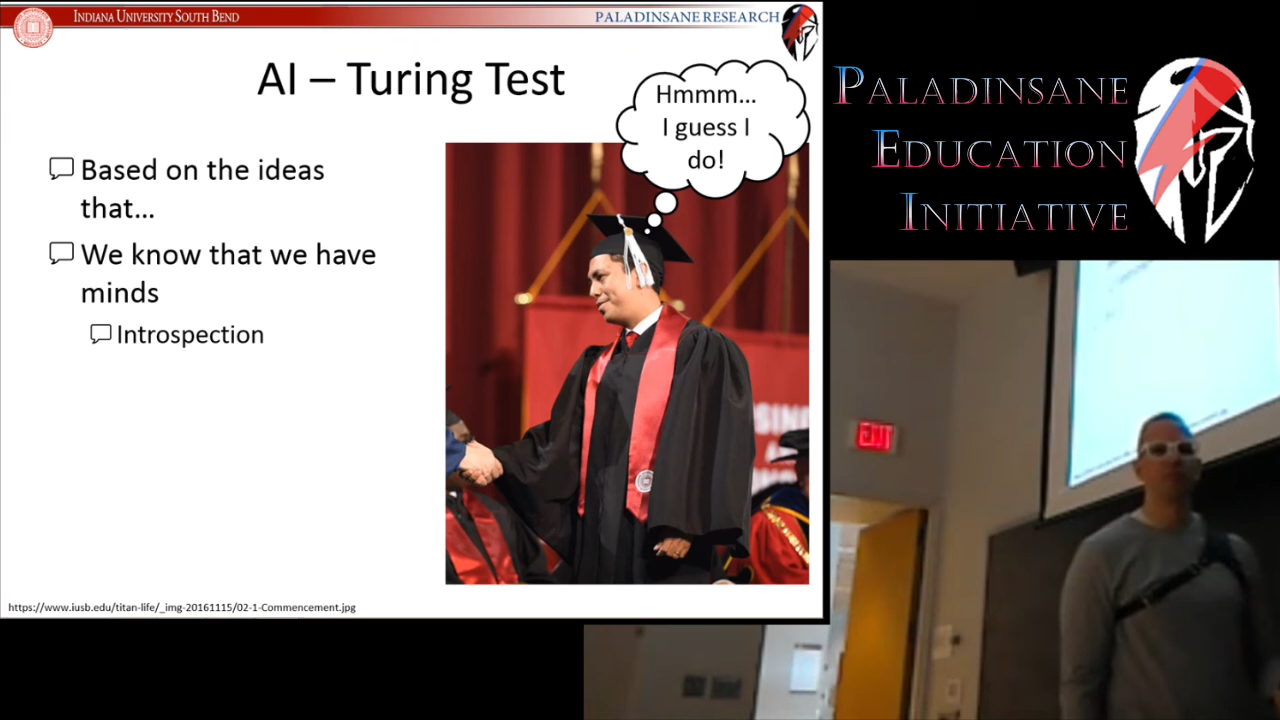 INDIANA UNIVERSITY SOUTH BEND
PALADINSANE RESEARCH
AI – Turing Test
Hmmm...
I guess I
do!
Based on the ideas
that...
We know that we have
minds
Introspection
https://www.iusb.edu/titan-life/_img-20161115/02-1-Commencement.jpg
PALADINSANE
EDUCATION
INITIATIVE
EXIT